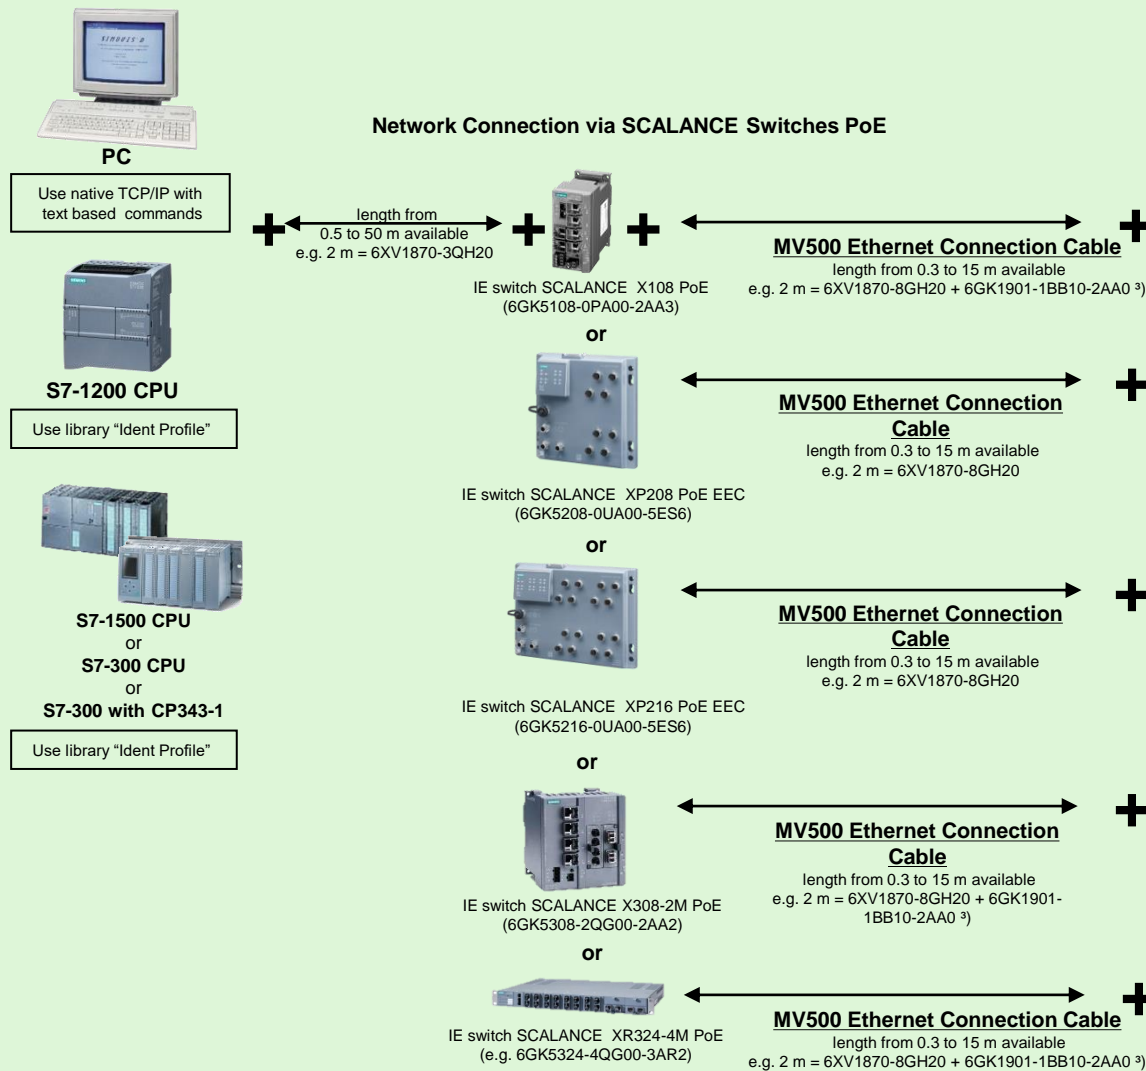 SIMOVIS-D
PC
Use native TCP/IP with
text based commands
S7-1200 CPU
Use library “Ident Profile”
S7-1500 CPU
or
S7-300 CPU
or
S7-300 with CP343-1
Use library “Ident Profile”
Network Connection via SCALANCE Switches PoE
+
length from
0.5 to 50 m available
e.g. 2 m = 6XV1870-3QH20
+
+
IE switch SCALANCE X108 PoE
(6GK5108-0PA00-2AA3)
MV500 Ethernet Connection Cable
length from 0.3 to 15 m available
e.g. 2 m = 6XV1870-8GH20 + 6GK1901-1BB10-2AA0 ³)
+
or
IE switch SCALANCE XP208 PoE EEC
(6GK5208-0UA00-5ES6)
MV500 Ethernet Connection
Cable
length from 0.3 to 15 m available
e.g. 2 m = 6XV1870-8GH20
+
or
IE switch SCALANCE XP216 PoE EEC
(6GK5216-0UA00-5ES6)
MV500 Ethernet Connection
Cable
length from 0.3 to 15 m available
e.g. 2 m = 6XV1870-8GH20
+
or
IE switch SCALANCE X308-2M PoE
(6GK5308-2QG00-2AA2)
MV500 Ethernet Connection
Cable
length from 0.3 to 15 m available
e.g. 2 m = 6XV1870-8GH20 + 6GK1901-
1BB10-2AA0 ³)
+
or
IE switch SCALANCE XR324-4M PoE
(e.g. 6GK5324-4QG00-3AR2)
MV500 Ethernet Connection Cable
length from 0.3 to 15 m available
e.g. 2 m = 6XV1870-8GH20 + 6GK1901-1BB10-2AA0 ³)
+